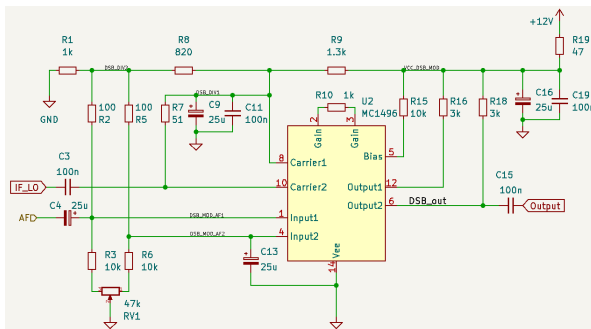 +12V
R1
1k
R8
820
R9
1.3k
R19
47
DSB_DIV2
VCC_DSB_MOD
GND
100
R2
100
R5
R7
51
DSB_DIV1
C9
25u
C11
100n
R10 1k
U2
MC1496
R15
10k
R16
3k
R18
3k
C16
25u
C19
100n
2
3
Gain
Gain
Bias
5
C3
100n
8
Carrier1
IF_LO
10
Carrier2
Output1
12
C4 25u
AF
DSB_MOD_AF1
1
Input1
Output2
6
DSB_out
C15
100n
Output
DSB_MOD_AF2
4
Input2
R3
10k
R6
10k
C13
25u
Vee
14
47k
RV1